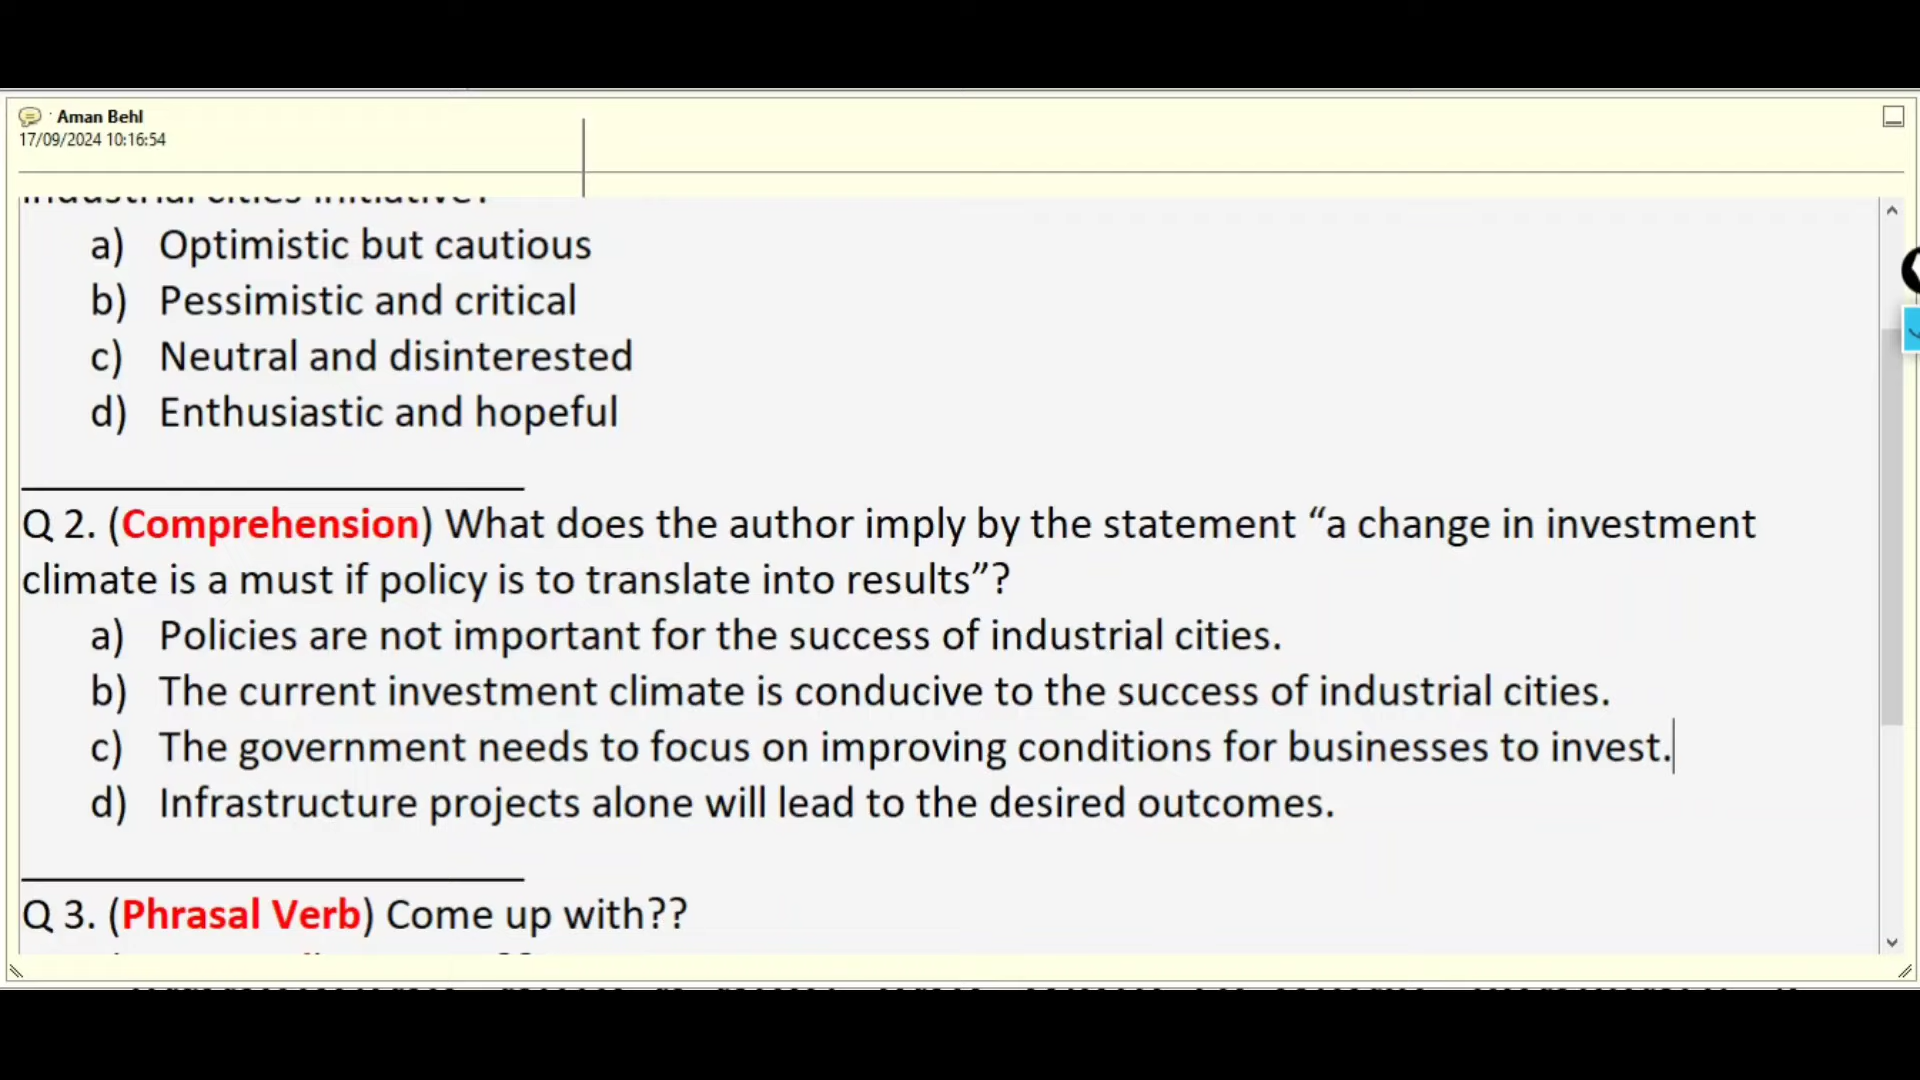 Aman Behl
17/09/2024 10:16:54
industrial cities initiative?
a) Optimistic but cautious
b) Pessimistic and critical
c) Neutral and disinterested
d) Enthusiastic and hopeful
Q 2. (Comprehension) What does the author imply by the statement “a change in investment
climate is a must if policy is to translate into results”?
a) Policies are not important for the success of industrial cities.
b) The current investment climate is conducive to the success of industrial cities.
c) The government needs to focus on improving conditions for businesses to invest.
d) Infrastructure projects alone will lead to the desired outcomes.
Q 3. (Phrasal Verb) Come up with??